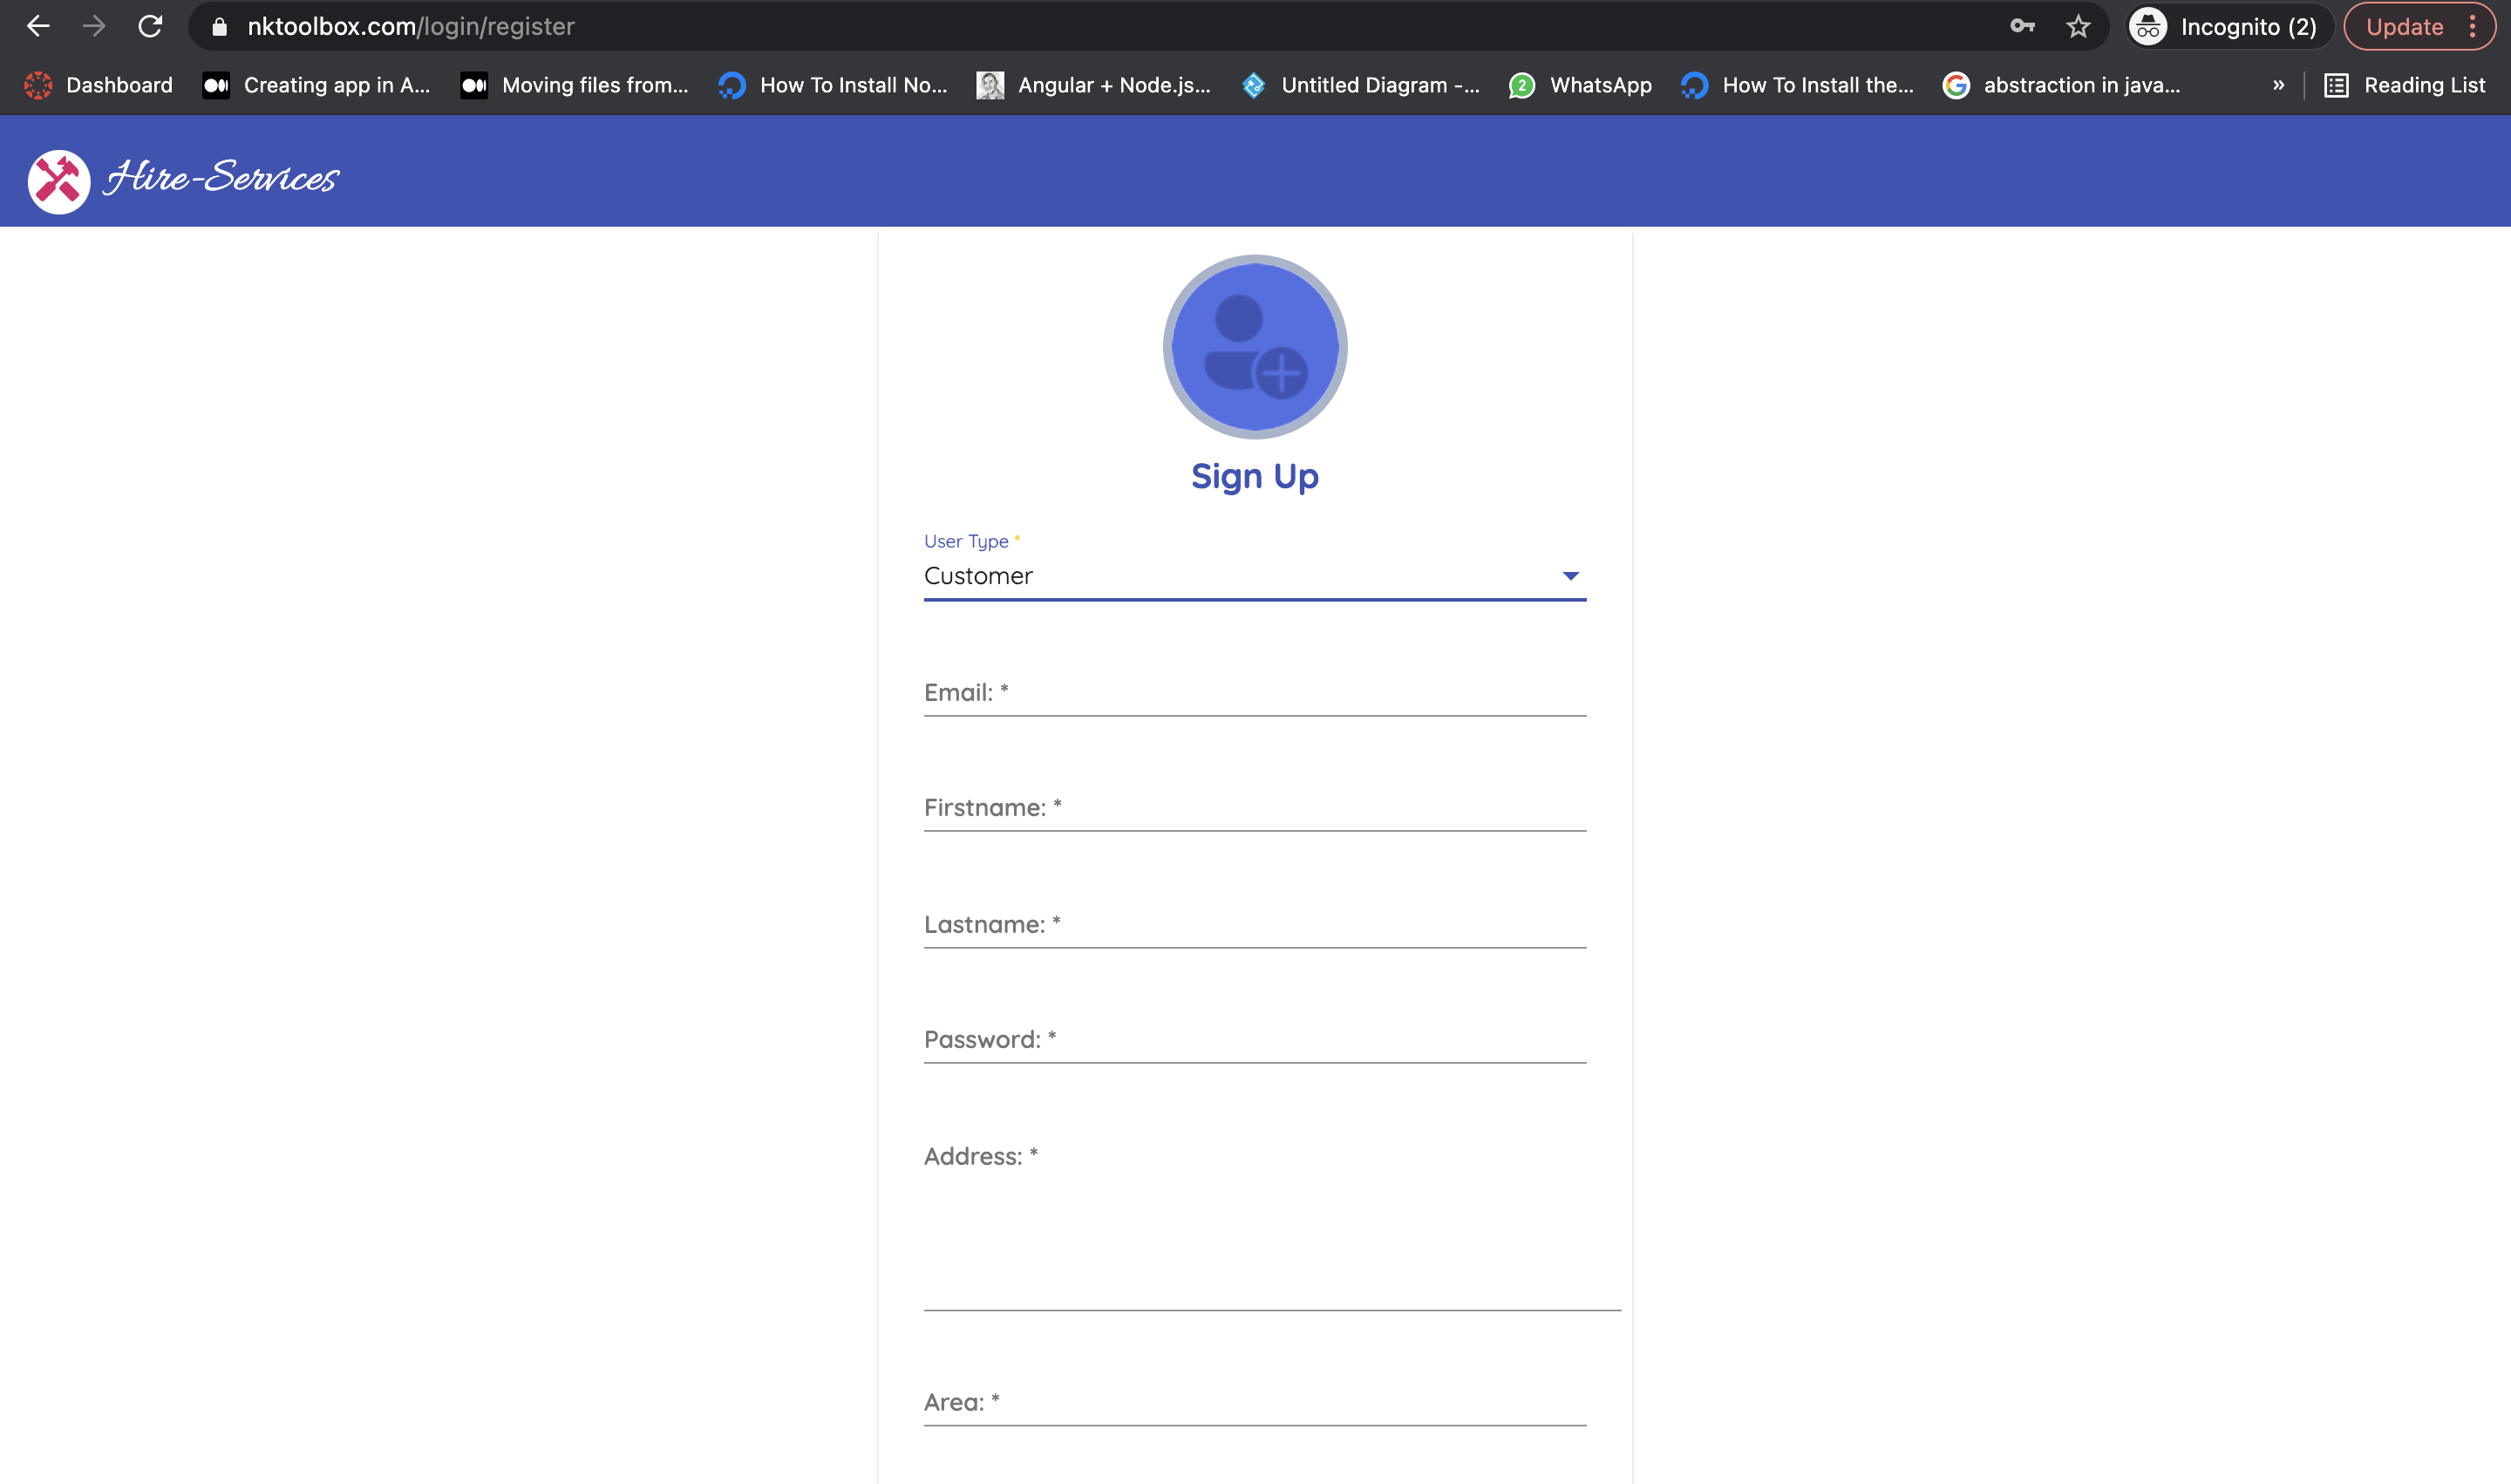 nktoolbox.com/login/register
Incognito (2)
Update
Dashboard
Creating app in A...
Moving files from...
How To Install No...
Angular + Node.js...
Untitled Diagram -...
2
WhatsApp
How To Install the...
abstraction in java...
»
Reading List
Hire-Services
Sign Up
User Type *
Customer
Email: *
Firstname: *
Lastname: *
Password: *
Address: *
Area: *